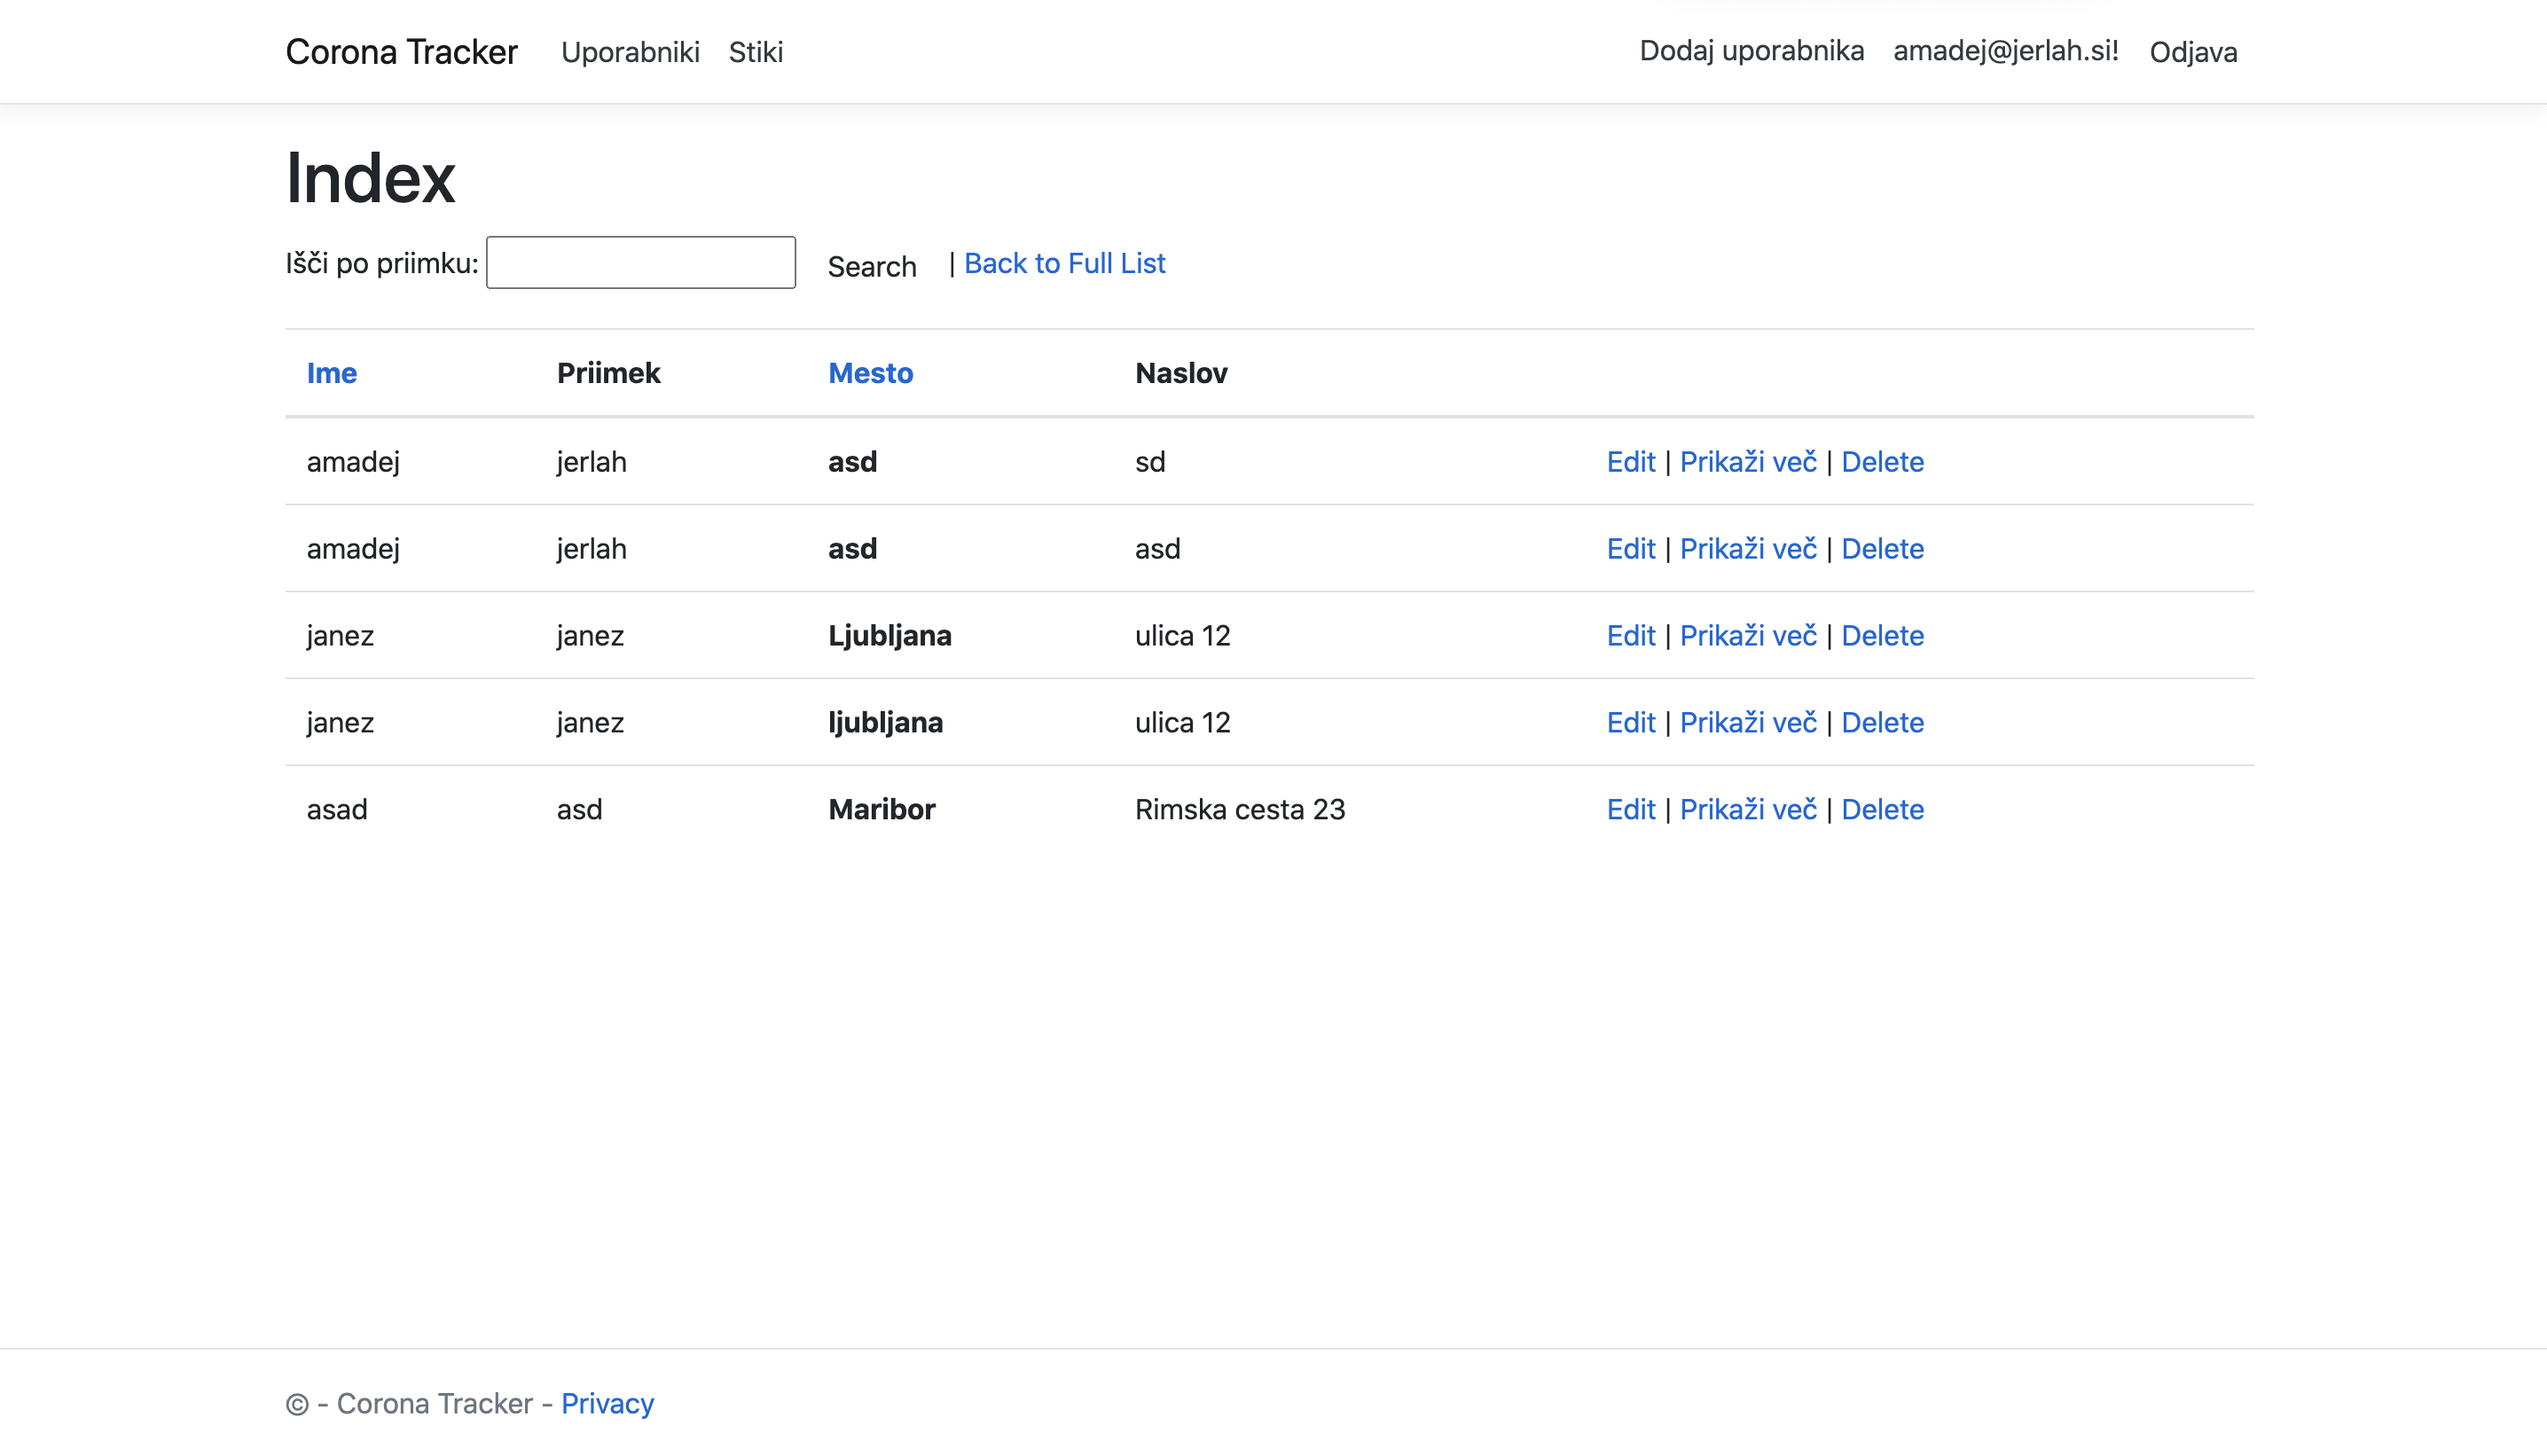 Corona Tracker Uporabniki Stiki Dodaj uporabnika amadej@jerlah.si! Odjava
Index
Išči po priimku: Search | Back to Full List
Ime Priimek Mesto Naslov
amadej jerlah asd sd Edit | Prikaži več | Delete
amadej jerlah asd asd Edit | Prikaži več | Delete
janez janez Ljubljana ulica 12 Edit | Prikaži več | Delete
janez janez ljubljana ulica 12 Edit | Prikaži več | Delete
asad asd Maribor Rimska cesta 23 Edit | Prikaži več | Delete
© - Corona Tracker - Privacy